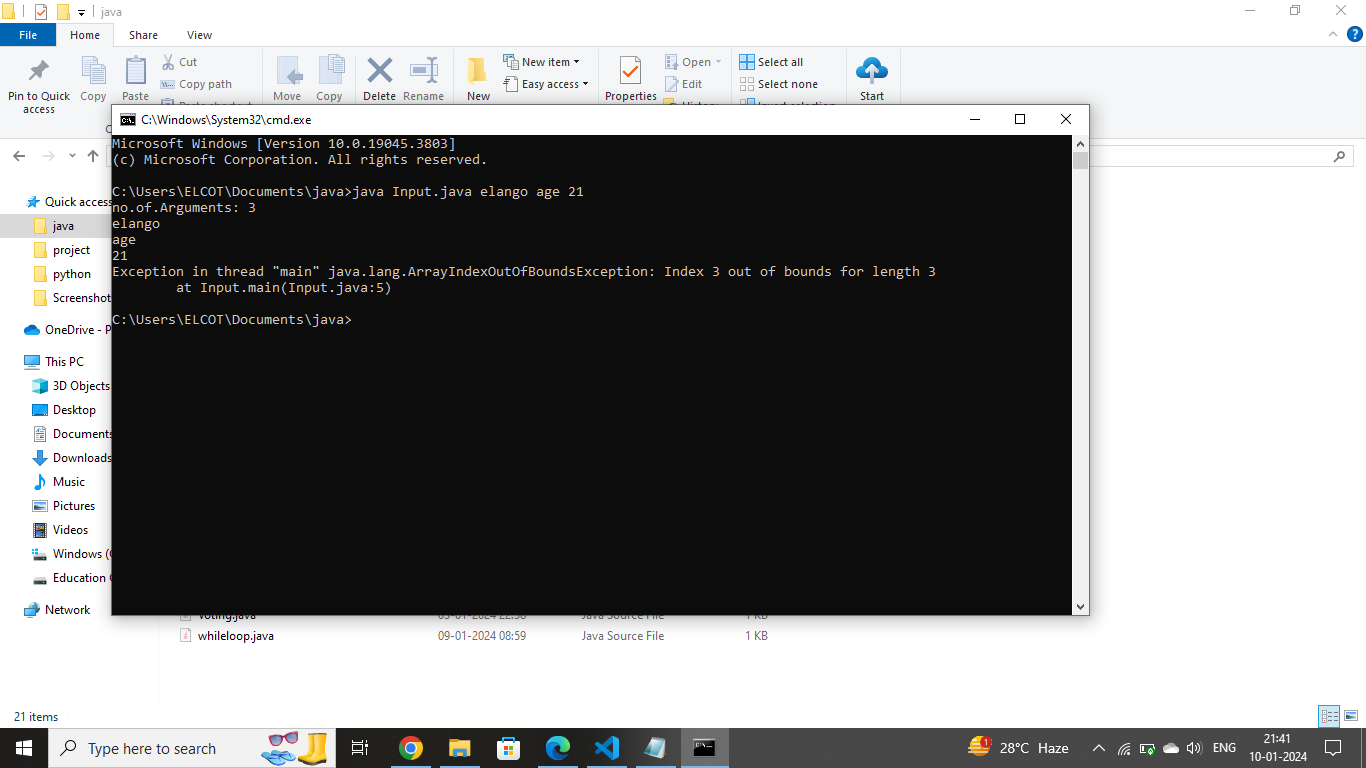 java
File
Home
Share
View
Pin to Quick access
Copy
Paste
Cut
Copy path
Move
Copy
Delete
Rename
New
New item
Easy access
Properties
Open
Edit
History
Select all
Select none
Start
C:\Windows\System32\cmd.exe
Microsoft Windows [Version 10.0.19045.3803]
(c) Microsoft Corporation. All rights reserved.
C:\Users\ELCOT\Documents\java>java Input.java elango age 21
no.of.Arguments: 3
elango
age
21
Exception in thread "main" java.lang.ArrayIndexOutOfBoundsException: Index 3 out of bounds for length 3
at Input.main(Input.java:5)
C:\Users\ELCOT\Documents\java>
Quick access
java
project
python
Screenshot
OneDrive - P
This PC
3D Objects
Desktop
Documents
Downloads
Music
Pictures
Videos
Windows (
Education
Network
voting.java
Java Source File
1 KB
whileloop.java
09-01-2024 08:59
Java Source File
1 KB
21 items
Type here to search
1
28°C Haze
ENG
21:41
10-01-2024